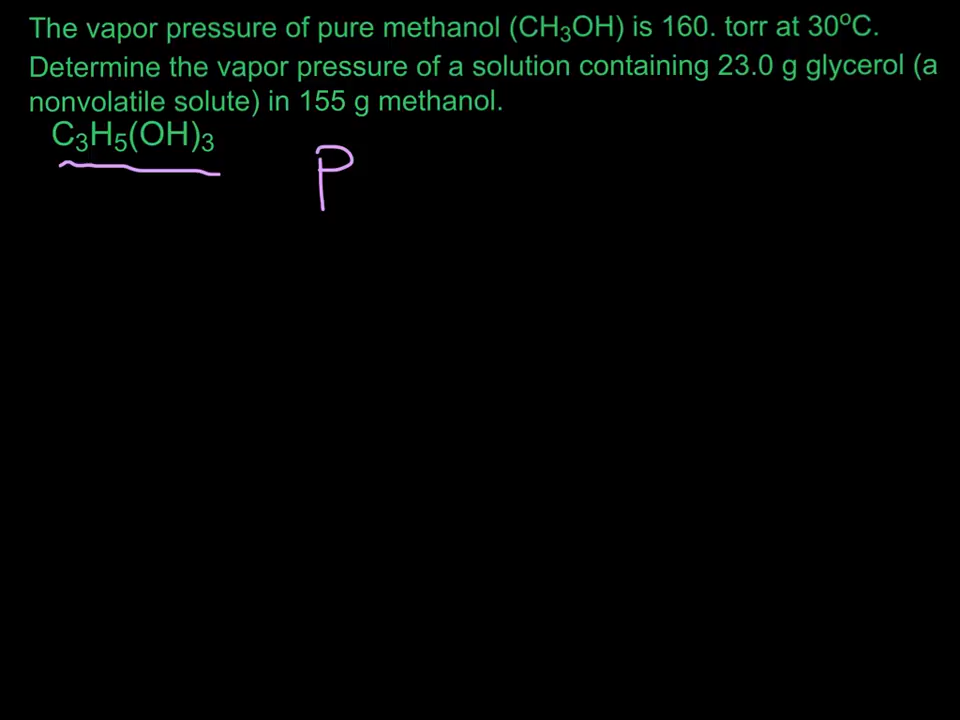 The vapor pressure of pure methanol (CH₃OH) is 160. torr at 30ºC.
Determine the vapor pressure of a solution containing 23.0 g glycerol (a
nonvolatile solute) in 155 g methanol.
C₃H₅(OH)₃
P